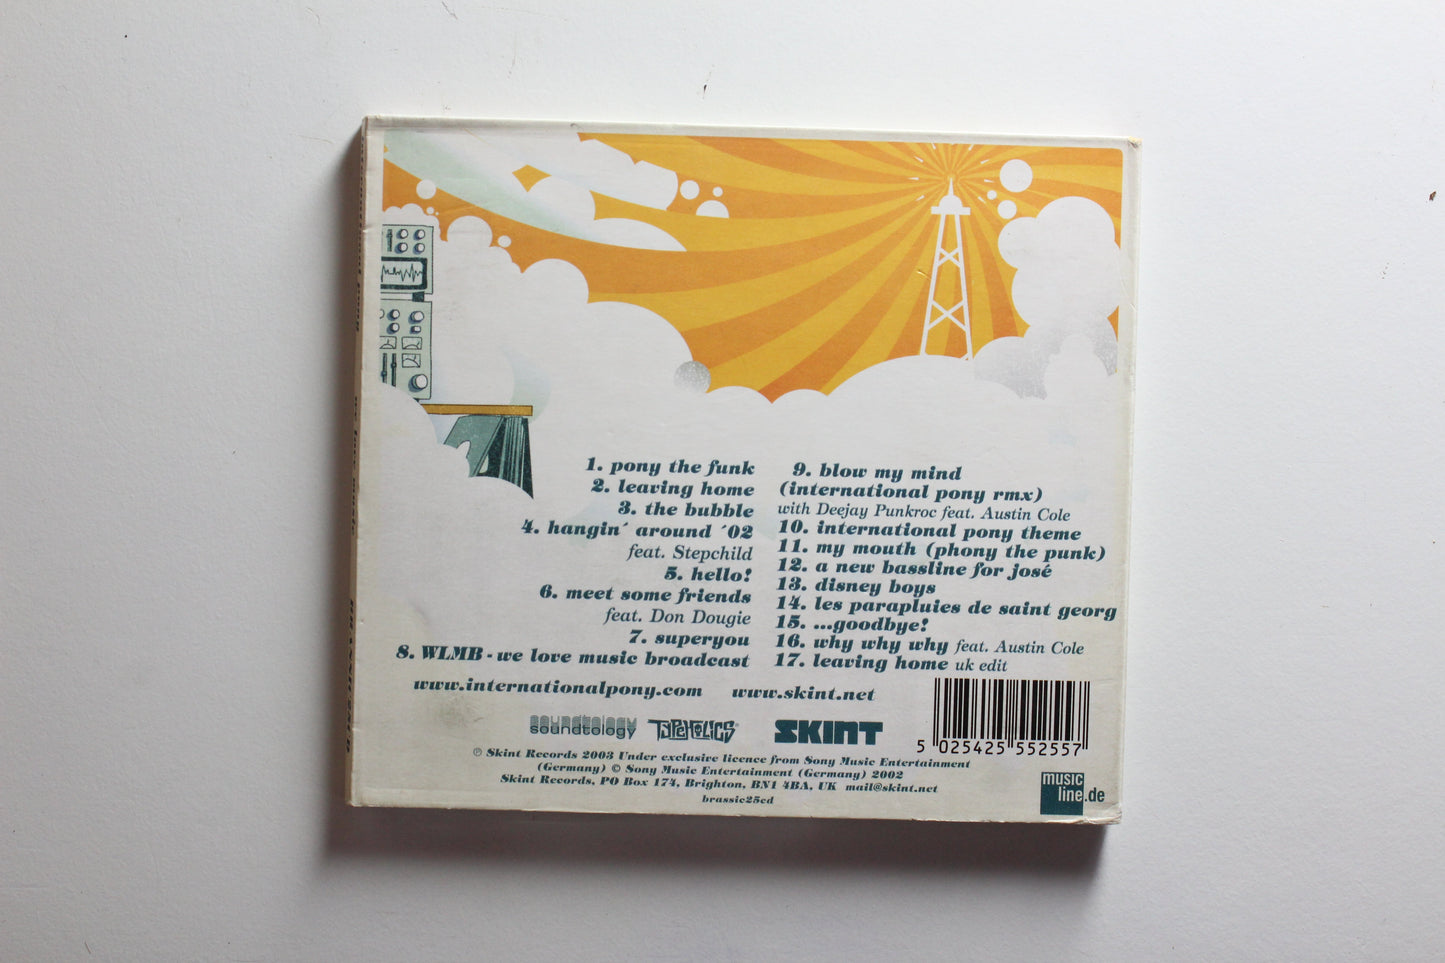 1. pony the funk
2. leaving home
3. the bubble
4. hangin´ around ´02
feat. Stepchild
5. hello!
6. meet some friends
feat. Don Dougie
7. superyou
8. WLMB - we love music broadcast
9. blow my mind
(international pony rmx)
with Deejay Punkroc feat. Austin Cole
10. international pony theme
11. my mouth (phony the punk)
12. a new bassline for josé
13. disney boys
14. les parapluies de saint georg
15. ...goodbye!
16. why why why feat. Austin Cole
17. leaving home uk edit
www.internationalpony.com www.skint.net
soundtology TYPEHOLICS SKINT
5 025425 552557
℗ Skint Records 2003 Under exclusive licence from Sony Music Entertainment
(Germany) © Sony Music Entertainment (Germany) 2002
Skint Records, PO Box 174, Brighton, BN1 4BA, UK mail@skint.net
brassic25cd
music
line.de